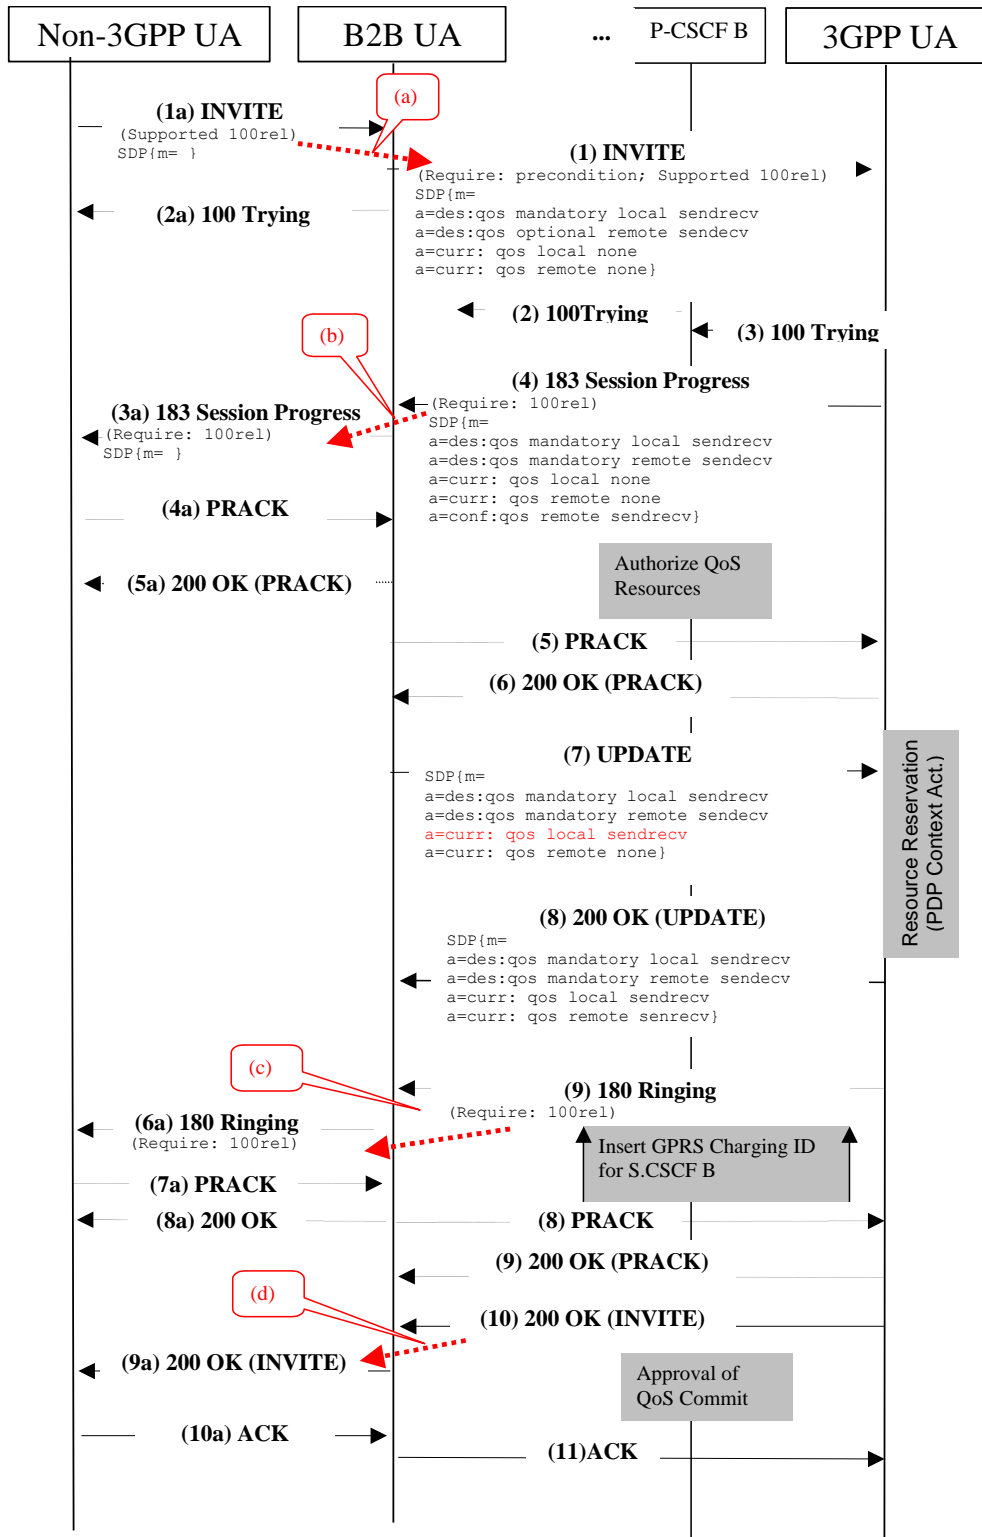 Non-3GPP UA
B2B UA
...
P-CSCF B
3GPP UA
(a)
(1a) INVITE
(Supported 100rel)
SDP{m= }
(1) INVITE
(Require: precondition; Supported 100rel)
SDP{m=
a=des:qos mandatory local sendrecv
a=des:qos optional remote sendecv
a=curr: qos local none
a=curr: qos remote none}
(2a) 100 Trying
(2) 100Trying
(3) 100 Trying
(b)
(4) 183 Session Progress
(Require: 100rel)
SDP{m=
a=des:qos mandatory local sendrecv
a=des:qos mandatory remote sendecv
a=curr: qos local none
a=curr: qos remote none
a=conf:qos remote sendrecv}
(3a) 183 Session Progress
(Require: 100rel)
SDP{m= }
(4a) PRACK
Authorize QoS
Resources
(5a) 200 OK (PRACK)
(5) PRACK
(6) 200 OK (PRACK)
(7) UPDATE
SDP{m=
a=des:qos mandatory local sendrecv
a=des:qos mandatory remote sendecv
a=curr: qos local sendrecv
a=curr: qos remote none}
Resource Reservation
(PDP Context Act.)
(8) 200 OK (UPDATE)
SDP{m=
a=des:qos mandatory local sendrecv
a=des:qos mandatory remote sendecv
a=curr: qos local sendrecv
a=curr: qos remote senrecv}
(c)
(9) 180 Ringing
(Require: 100rel)
(6a) 180 Ringing
(Require: 100rel)
Insert GPRS Charging ID
for S.CSCF B
(7a) PRACK
(8a) 200 OK
(8) PRACK
(9) 200 OK (PRACK)
(d)
(10) 200 OK (INVITE)
(9a) 200 OK (INVITE)
Approval of
QoS Commit
(10a) ACK
(11)ACK